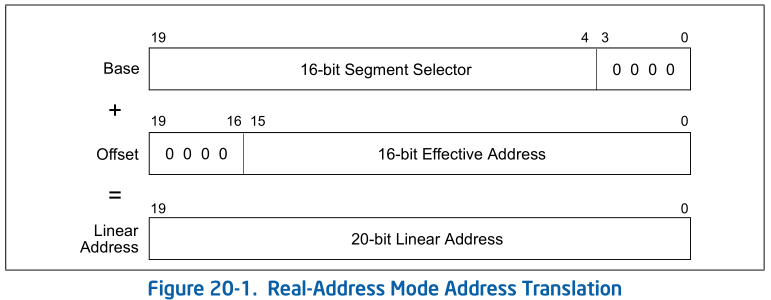 19 4 3 0
Base 16-bit Segment Selector 0 0 0 0
+
19 16 15 0
Offset 0 0 0 0 16-bit Effective Address
=
19 0
Linear
Address 20-bit Linear Address
Figure 20-1. Real-Address Mode Address Translation